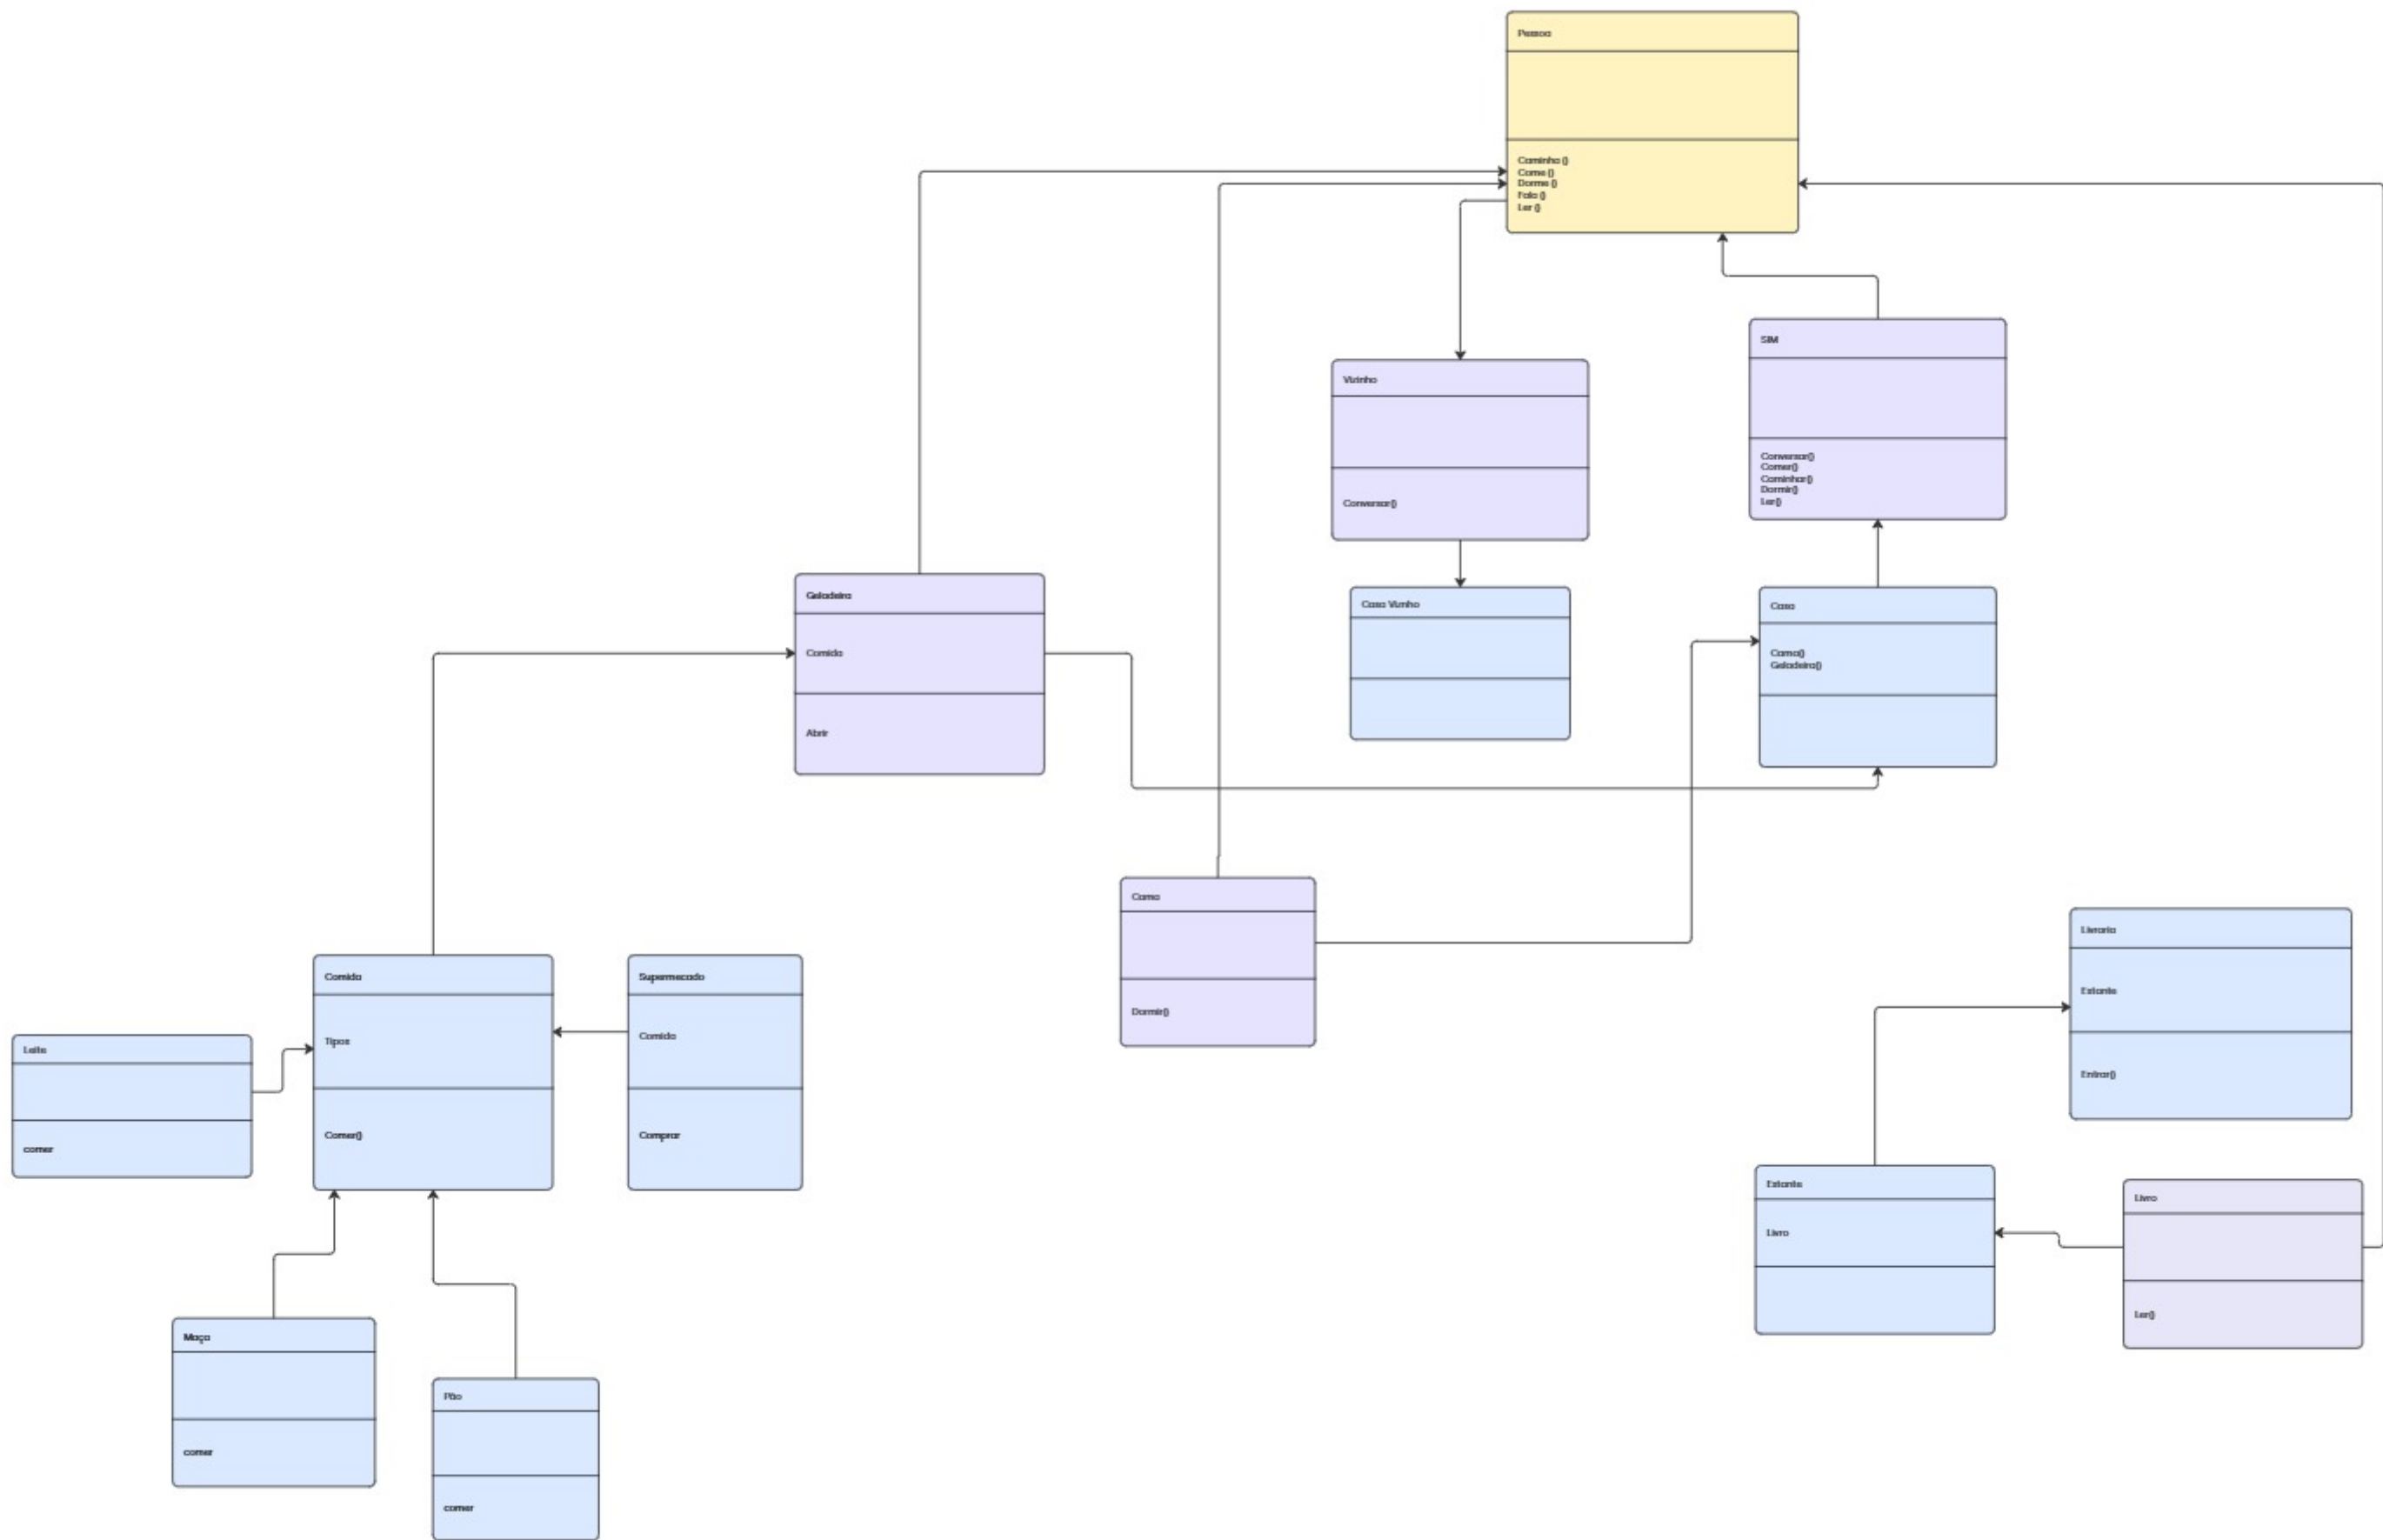 Pessoa
Caminha ()
Come ()
Dorme ()
Fala ()
Ler ()
SIM
Conversar()
Comer()
Caminhar()
Dormir()
Ler()
Vizinho
Conversar()
Geladeira
Comida
Abrir
Casa Vizinho
Casa
Cama()
Geladeira()
Cama
Dormir()
Livraria
Estante
Entrar()
Comida
Tipos
Comer()
Supermecado
Comida
Comprar
Leite
comer
Estante
Livro
Livro
Ler()
Maça
comer
Pão
comer